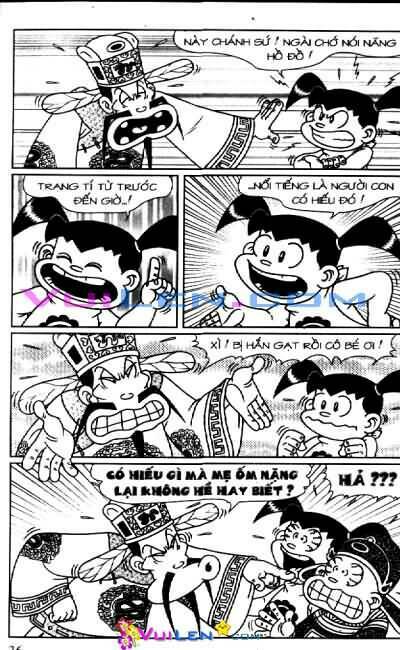 NÀY CHÁNH SỨ! NGÀI CHỚ NÓI NĂNG
HỒ ĐỒ!
TRẠNG TÍ TỪ TRƯỚC
ĐẾN GIỜ..!
..NỔI TIẾNG LÀ NGƯỜI CON
CÓ HIẾU ĐÓ!
VUILEN.COM
XÌ! BỊ HẮN GẠT RỒI CÔ BÉ ƠI!
CÓ HIẾU GÌ MÀ MẸ ỐM NẶNG
LẠI KHÔNG HỀ HAY BIẾT?
HẢ???
26
VUILEN